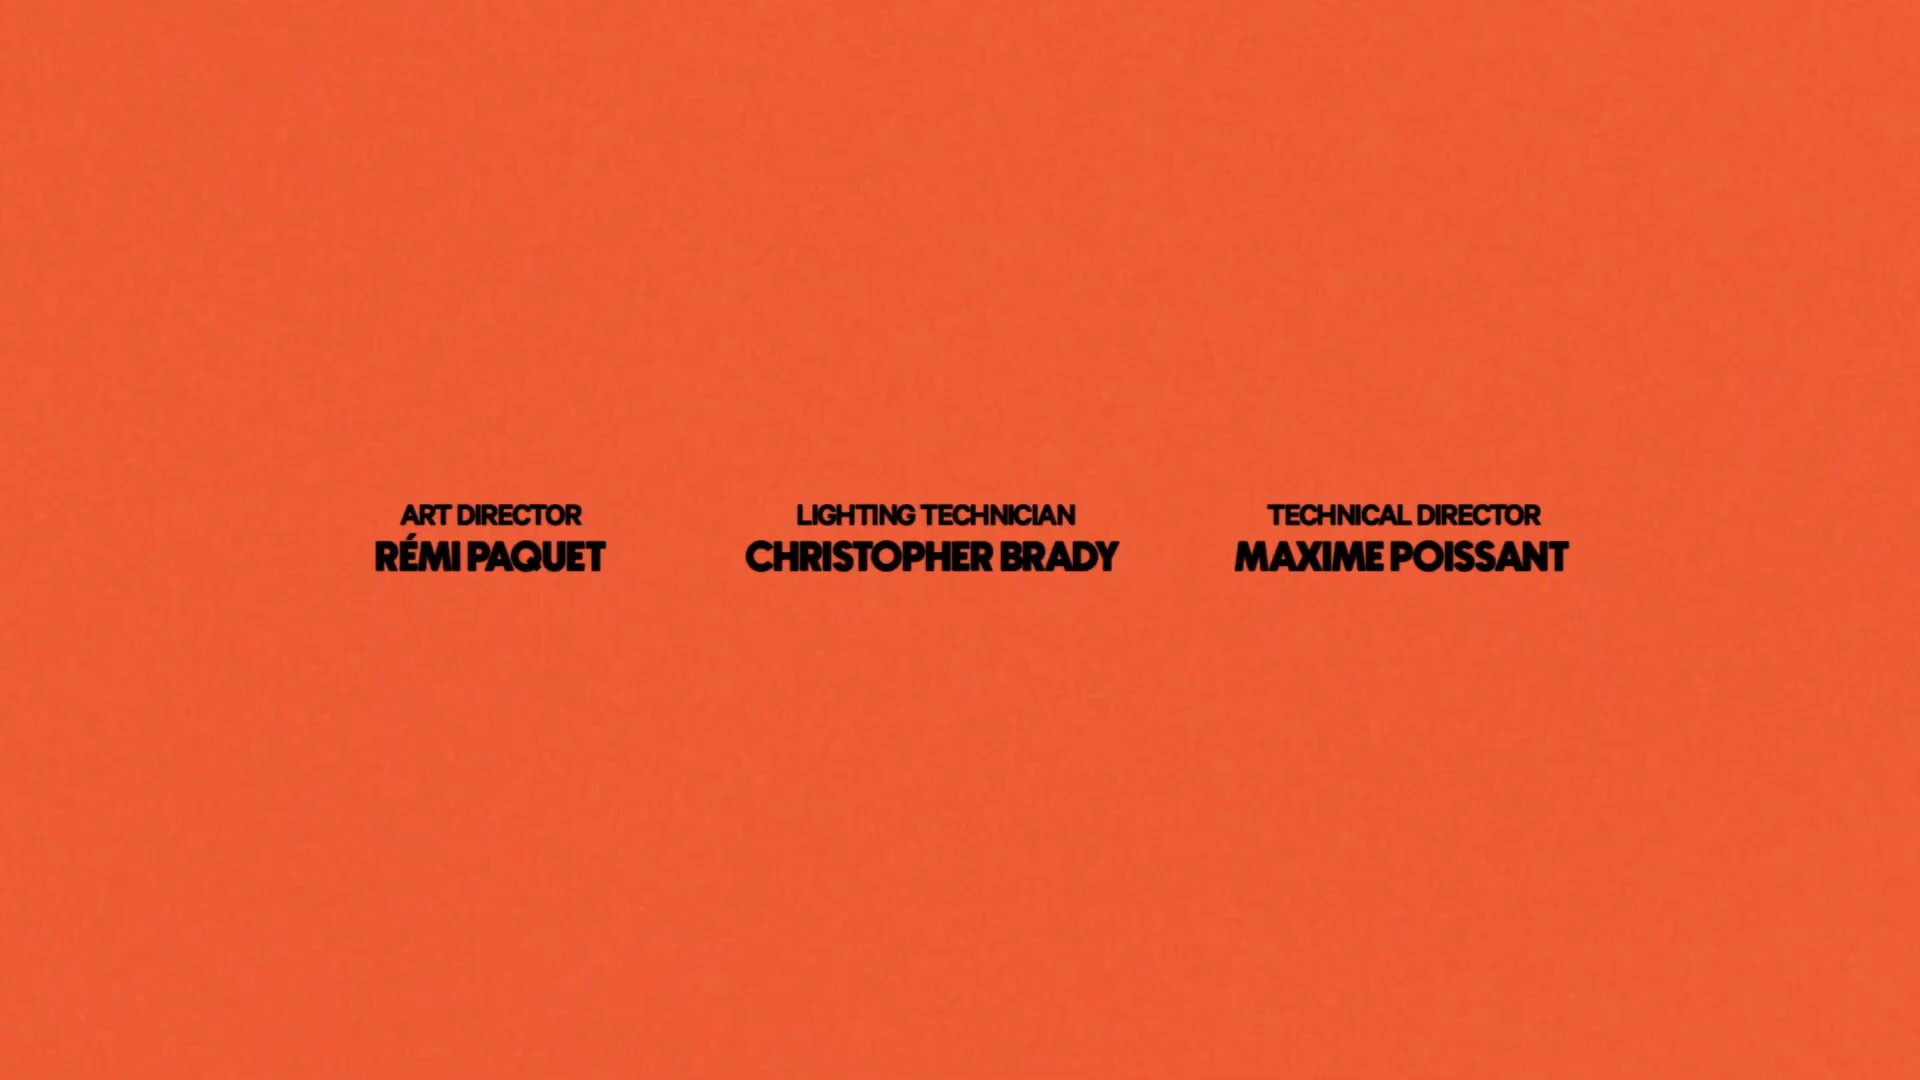 ART DIRECTOR
RÉMI PAQUET
LIGHTING TECHNICIAN
CHRISTOPHER BRADY
TECHNICAL DIRECTOR
MAXIME POISSANT